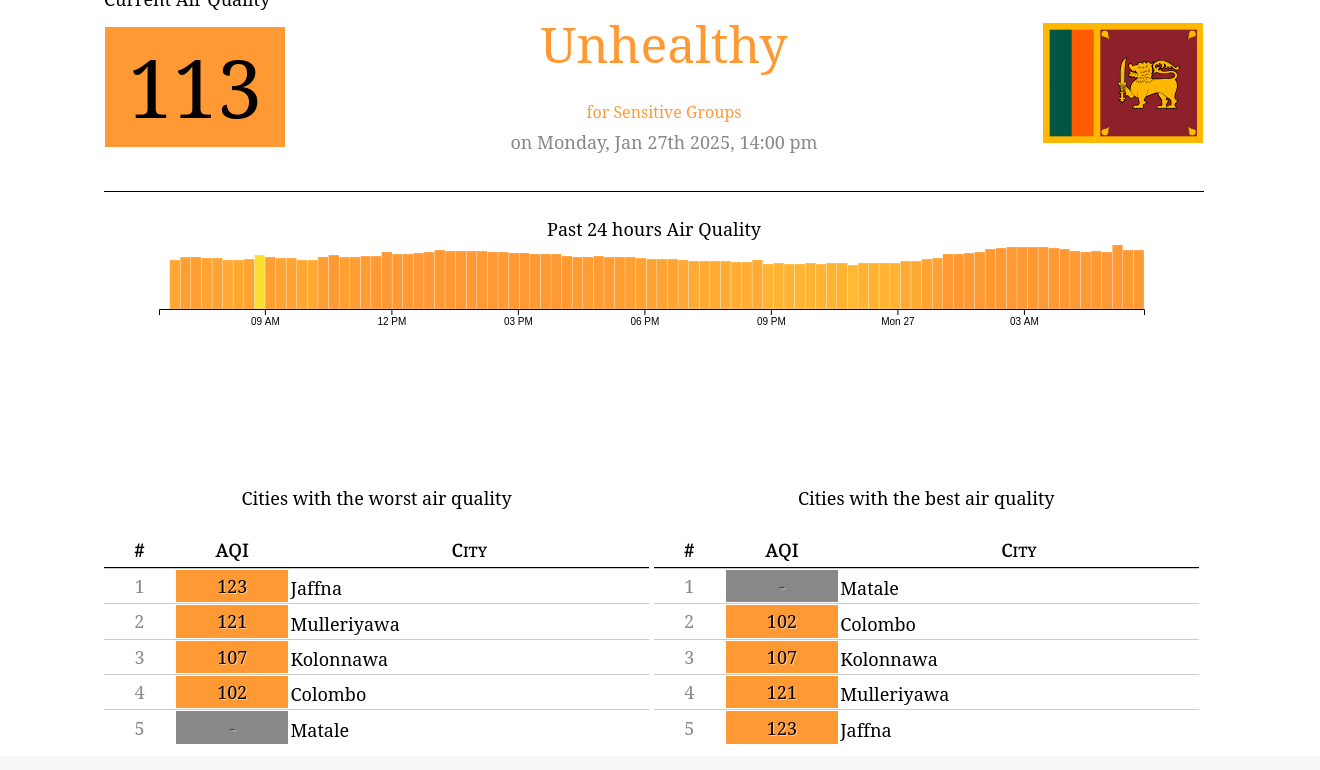 Current Air Quality
113
Unhealthy
for Sensitive Groups
on Monday, Jan 27th 2025, 14:00 pm
Past 24 hours Air Quality
09 AM 12 PM 03 PM 06 PM 09 PM Mon 27 03 AM
Cities with the worst air quality
# AQI City
1 123 Jaffna
2 121 Mulleriyawa
3 107 Kolonnawa
4 102 Colombo
5 - Matale
Cities with the best air quality
# AQI City
1 - Matale
2 102 Colombo
3 107 Kolonnawa
4 121 Mulleriyawa
5 123 Jaffna